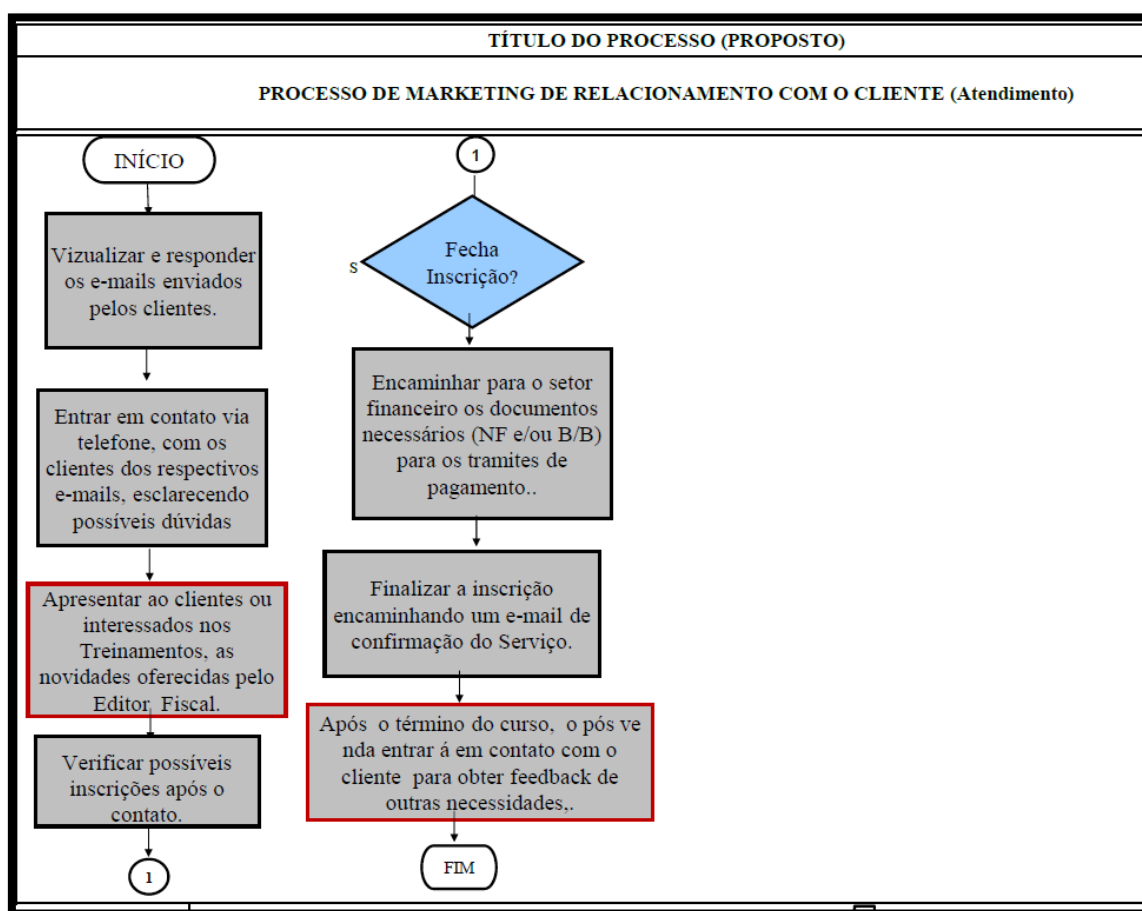 TÍTULO DO PROCESSO (PROPOSTO)
PROCESSO DE MARKETING DE RELACIONAMENTO COM O CLIENTE (Atendimento)
INÍCIO
Vizualizar e responder
os e-mails enviados
pelos clientes.
Entrar em contato via
telefone, com os
clientes dos respectivos
e-mails, esclarecendo
possíveis dúvidas
Apresentar ao clientes ou
interessados nos
Treinamentos, as
novidades oferecidas pelo
Editor Fiscal.
Verificar possíveis
inscrições após o
contato.
1
1
Fecha
Inscrição?
S
Encaminhar para o setor
financeiro os documentos
necessários (NF e/ou B/B)
para os tramites de
pagamento..
Finalizar a inscrição
encaminhando um e-mail de
confirmação do Serviço.
Após o término do curso, o pós ve
nda entrar á em contato com o
cliente para obter feedback de
outras necessidades,.
FIM